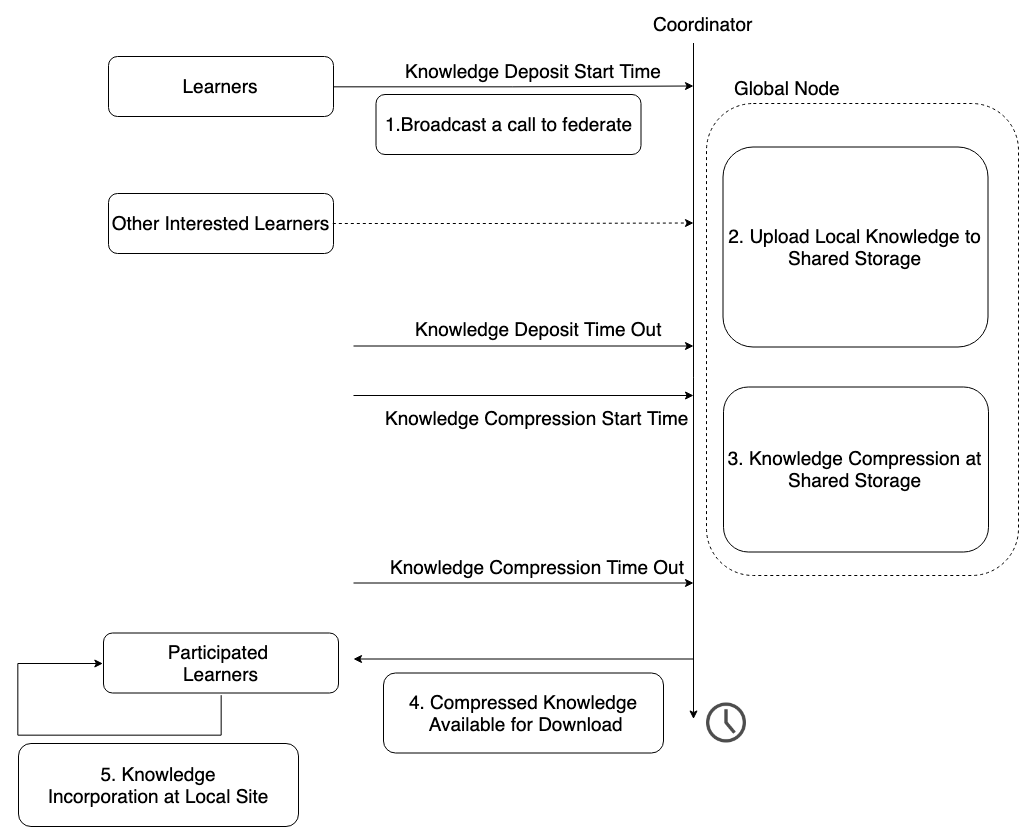 Coordinator
Knowledge Deposit Start Time
Learners
Global Node
1.Broadcast a call to federate
Other Interested Learners
2. Upload Local Knowledge to
Shared Storage
Knowledge Deposit Time Out
Knowledge Compression Start Time
3. Knowledge Compression at
Shared Storage
Knowledge Compression Time Out
Participated
Learners
4. Compressed Knowledge
Available for Download
5. Knowledge
Incorporation at Local Site